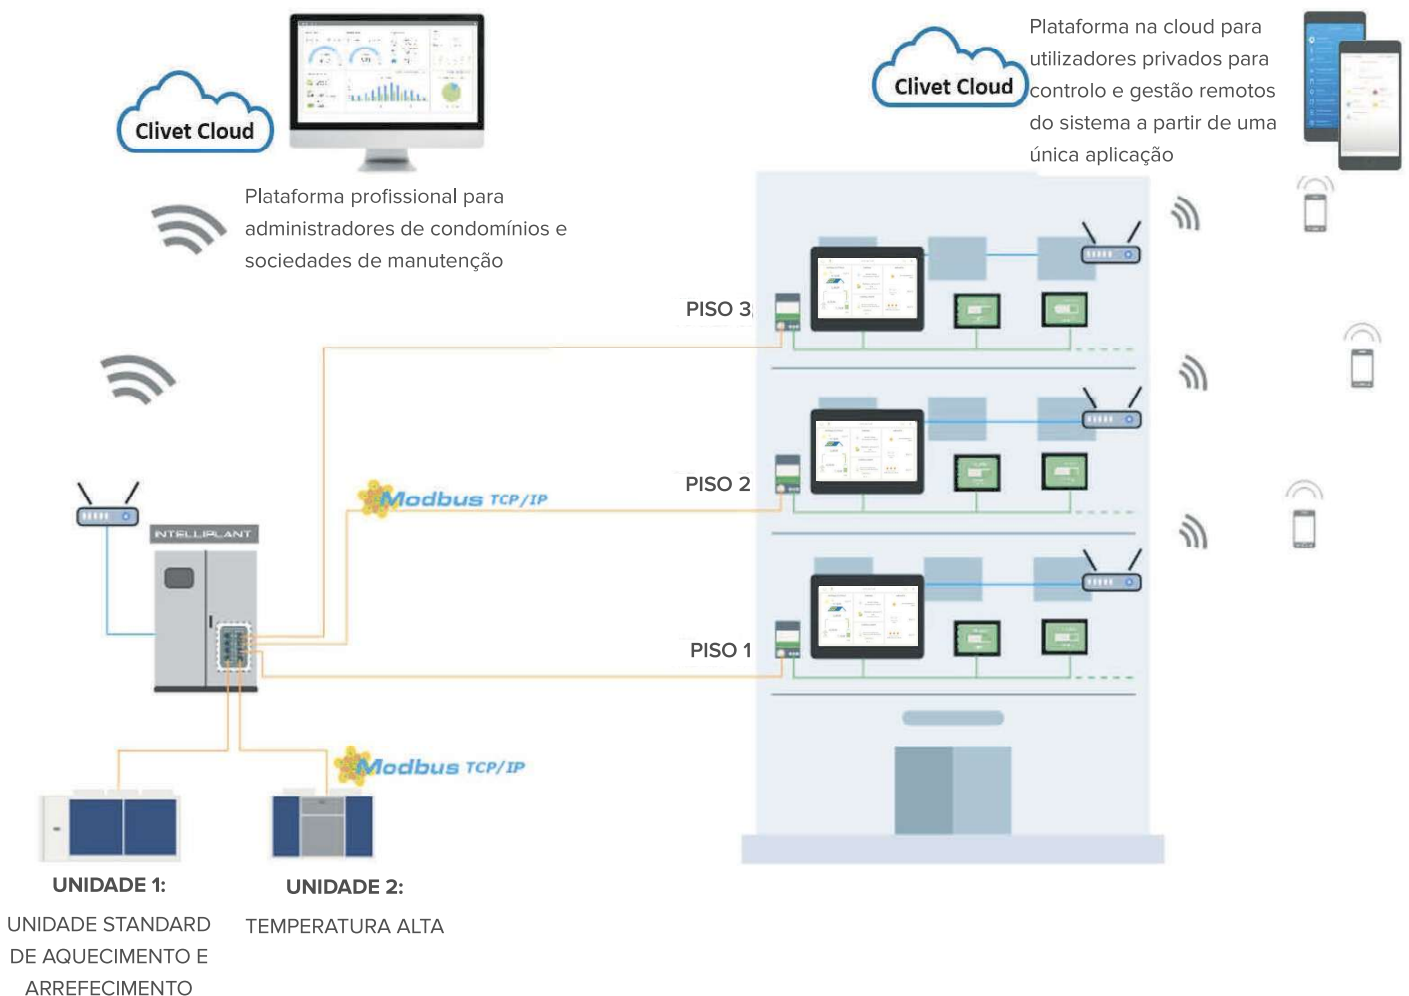 Clivet Cloud
Plataforma profissional para
administradores de condomínios e
sociedades de manutenção
Clivet Cloud
Plataforma na cloud para
utilizadores privados para
controlo e gestão remotos
do sistema a partir de uma
única aplicação
PISO 3
PISO 2
PISO 1
Modbus TCP/IP
INTELLIPLANT
Modbus TCP/IP
UNIDADE 1:
UNIDADE STANDARD
DE AQUECIMENTO E
ARREFECIMENTO
UNIDADE 2:
TEMPERATURA ALTA